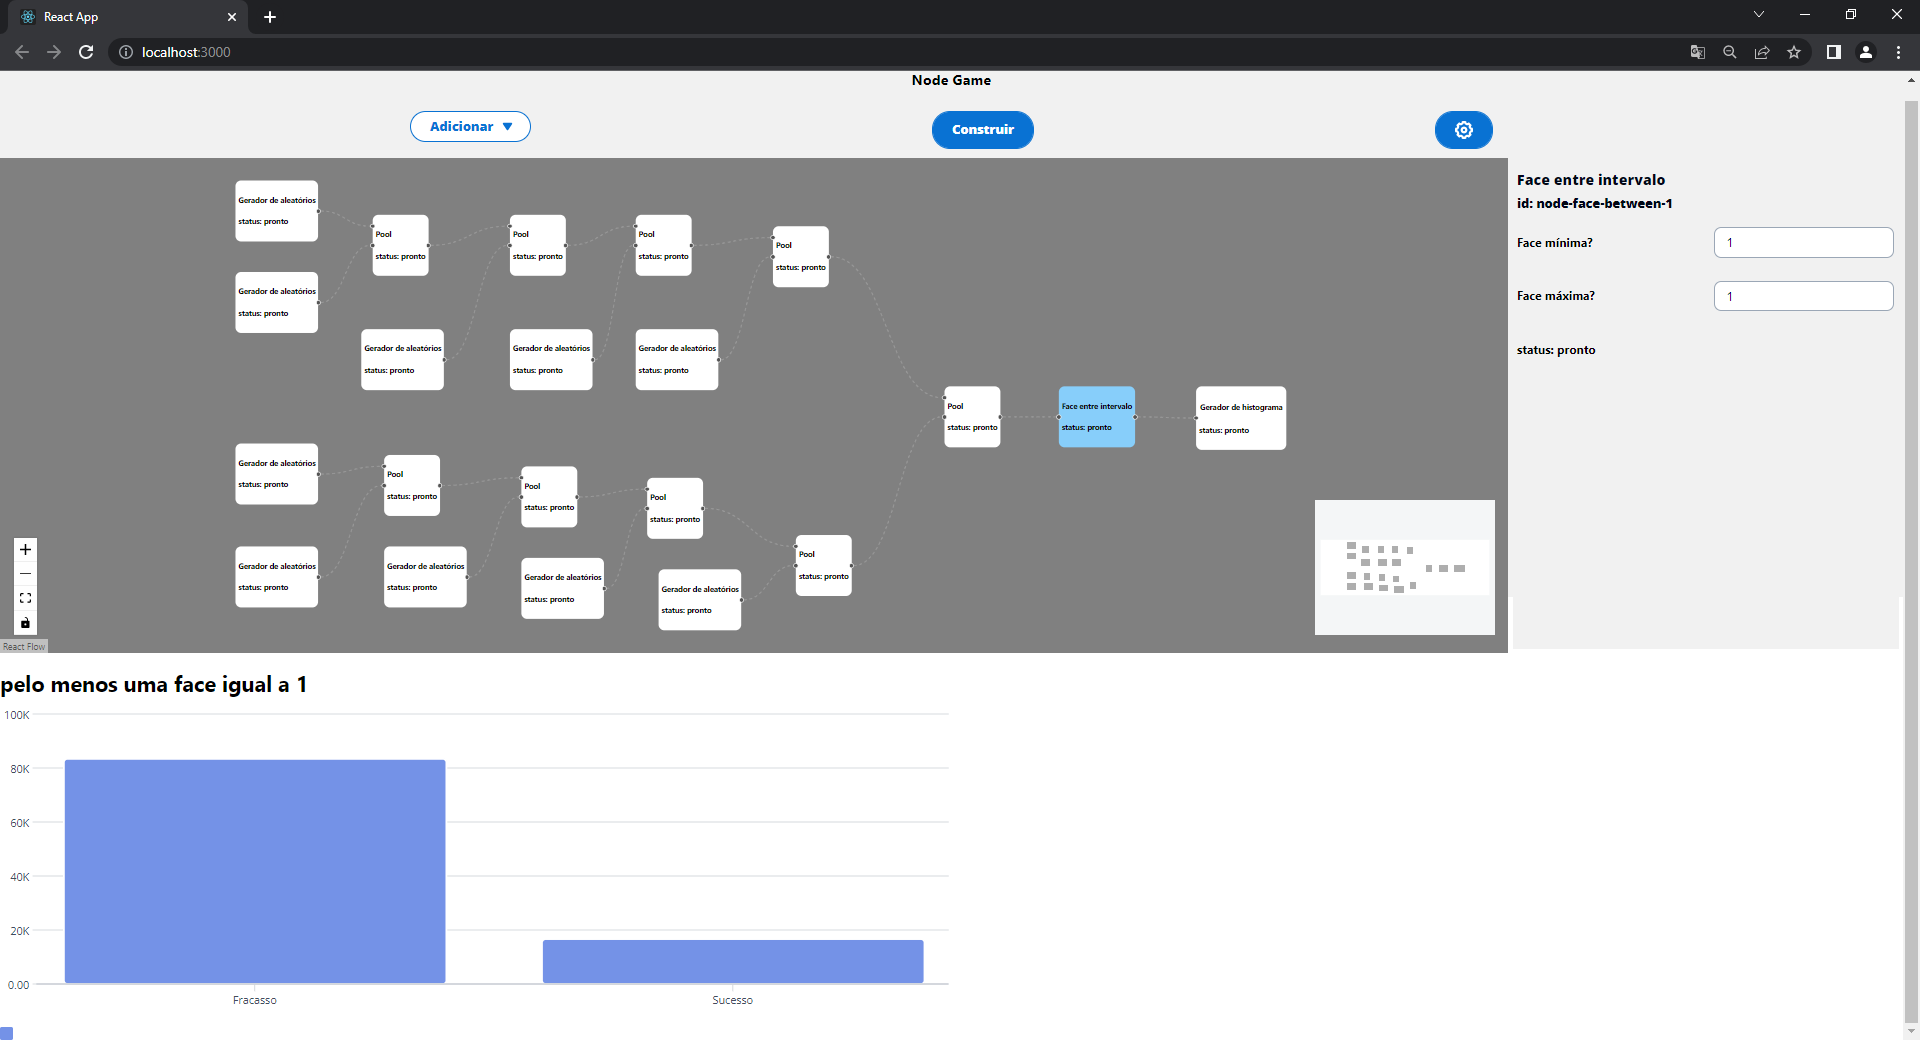 React App
localhost:3000
Node Game
Adicionar ▼
Construir
Gerador de aleatórios
status: pronto
Pool
status: pronto
Pool
status: pronto
Pool
status: pronto
Pool
status: pronto
Gerador de aleatórios
status: pronto
Gerador de aleatórios
status: pronto
Gerador de aleatórios
status: pronto
Gerador de aleatórios
status: pronto
Pool
status: pronto
Face entre intervalo
status: pronto
Gerador de histograma
status: pronto
Gerador de aleatórios
status: pronto
Pool
status: pronto
Pool
status: pronto
Pool
status: pronto
Pool
status: pronto
Gerador de aleatórios
status: pronto
Gerador de aleatórios
status: pronto
Gerador de aleatórios
status: pronto
Gerador de aleatórios
status: pronto
React Flow
Face entre intervalo
id: node-face-between-1
Face mínima? 1
Face máxima? 1
status: pronto
pelo menos uma face igual a 1
100K
80K
60K
40K
20K
0.00
Fracasso Sucesso